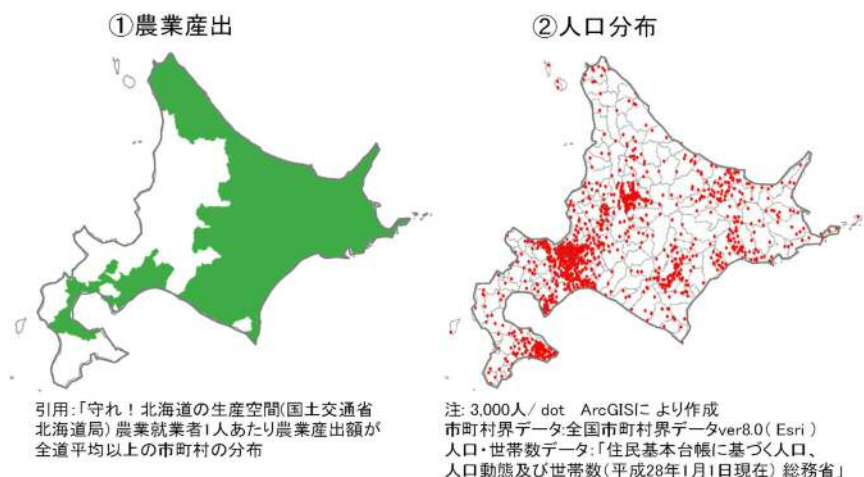 ①農業産出
②人口分布
引用:「守れ！北海道の生産空間(国土交通省
北海道局) 農業就業者1人あたり農業産出額が
全道平均以上の市町村の分布
注: 3,000人/ dot　ArcGISに より作成
市町村界データ:全国市町村界データver8.0( Esri )
人口・世帯数データ:「住民基本台帳に基づく人口、
人口動態及び世帯数(平成28年1月1日現在) 総務省」